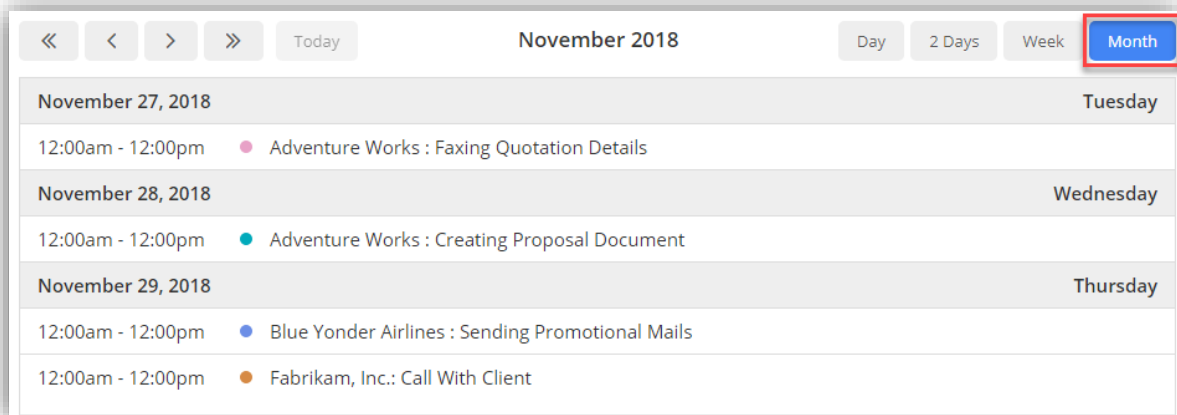 Today November 2018 Day 2 Days Week Month
November 27, 2018 Tuesday
12:00am - 12:00pm Adventure Works : Faxing Quotation Details
November 28, 2018 Wednesday
12:00am - 12:00pm Adventure Works : Creating Proposal Document
November 29, 2018 Thursday
12:00am - 12:00pm Blue Yonder Airlines : Sending Promotional Mails
12:00am - 12:00pm Fabrikam, Inc.: Call With Client